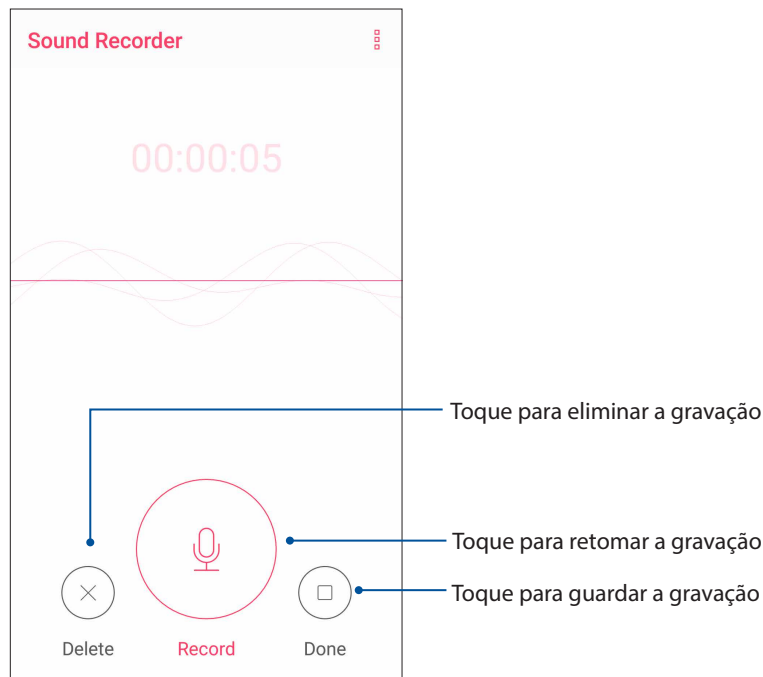 Sound Recorder
00:00:05
Toque para eliminar a gravação
Toque para retomar a gravação
Toque para guardar a gravação
Delete
Record
Done